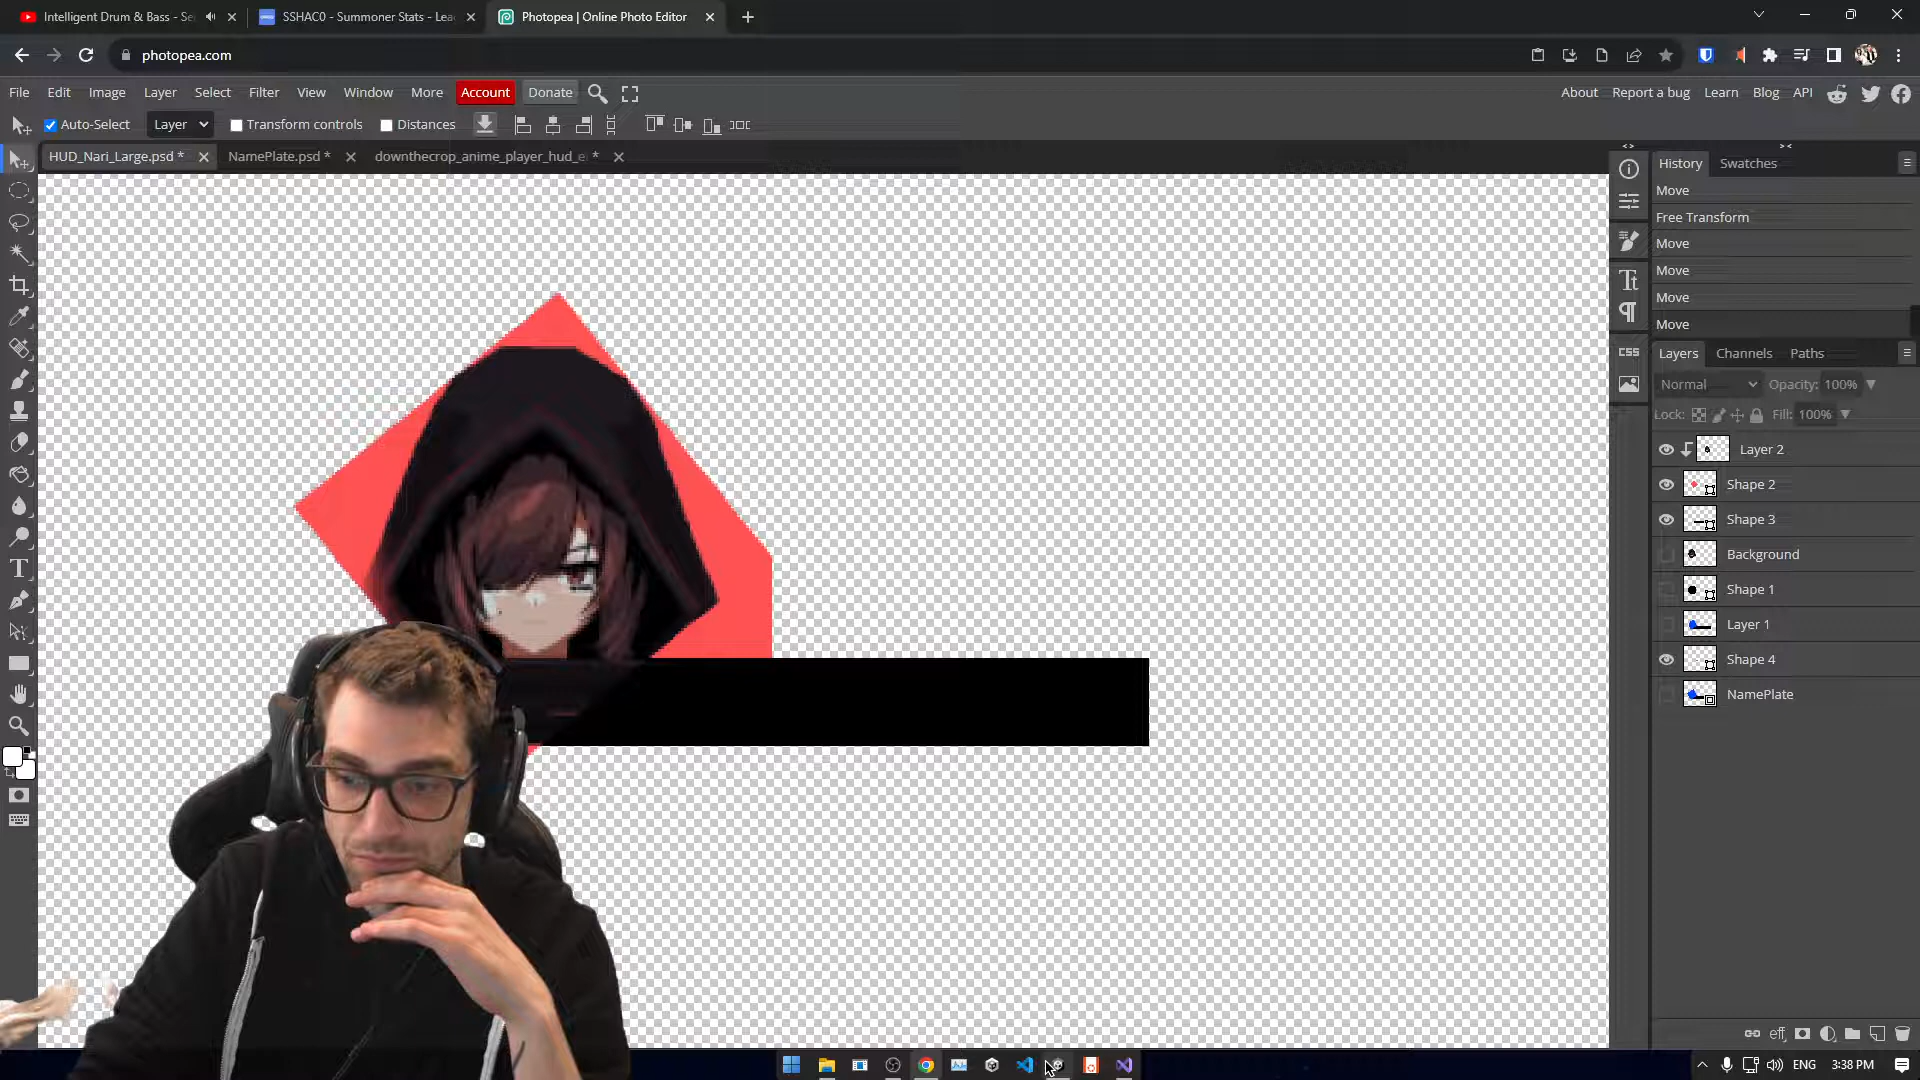 Intelligent Drum & Bass - Se
SSHAC0 - Summoner Stats - Lea
Photopea | Online Photo Editor
photopea.com
File Edit Image Layer Select Filter View Window More Account Donate
About Report a bug Learn Blog API
Auto-Select Layer Transform controls Distances
HUD_Nari_Large.psd * NamePlate.psd * downthecrop_anime_player_hud_e *
History Swatches
Move
Free Transform
Move
Move
Move
Move
CSS
Layers Channels Paths
Normal Opacity: 100%
Lock: Fill: 100%
Layer 2
Shape 2
Shape 3
Background
Shape 1
Layer 1
Shape 4
NamePlate
eff
ENG 3:38 PM